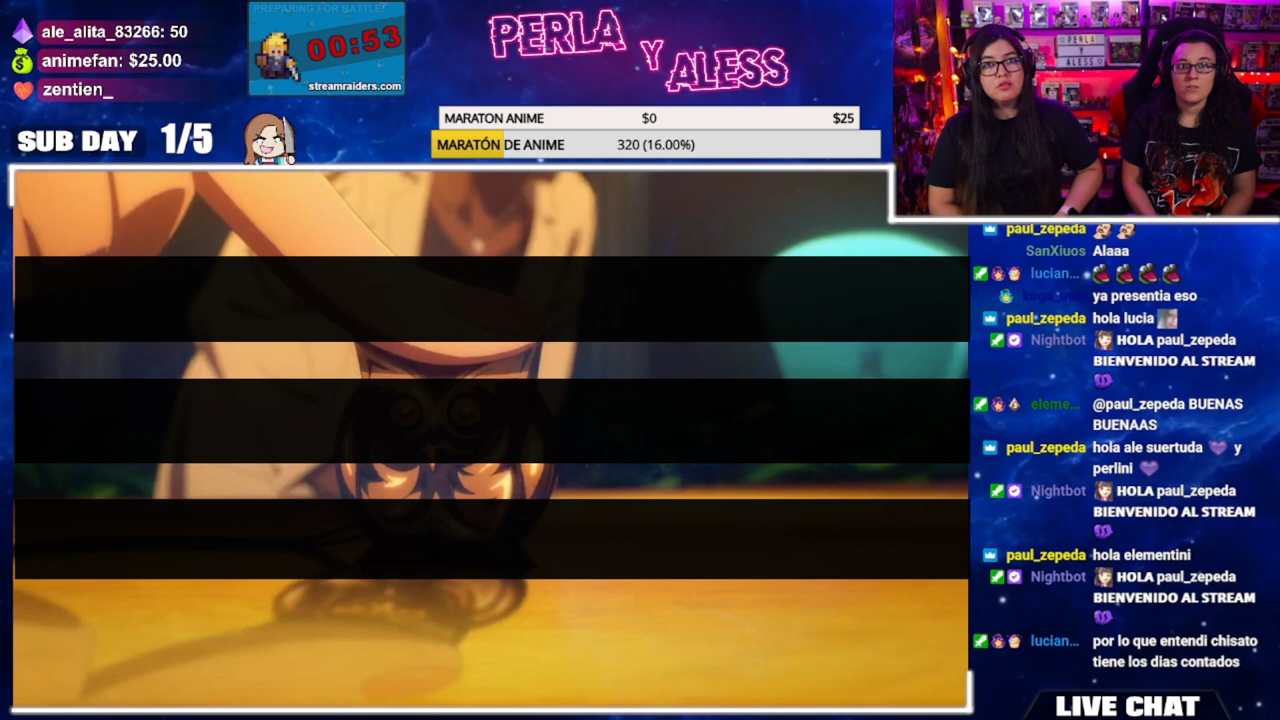 ale_alita_83266: 50
animefan: $25.00
zentien_
PREPARING FOR BATTLE!
00:53
streamraiders.com
PERLA
Y
ALESS
PERLA
Y
ALESS
SUB DAY 1/5
MARATON ANIME $0 $25
MARATÓN DE ANIME 320 (16.00%)
paul_zepeda
SanXiuos Alaaa
lucian...
ya presentia eso
paul_zepeda hola lucia
Nightbot HOLA paul_zepeda
BIENVENIDO AL STREAM
eleme... @paul_zepeda BUENAS
BUENAAS
paul_zepeda hola ale suertuda y
perlini
Nightbot HOLA paul_zepeda
BIENVENIDO AL STREAM
paul_zepeda hola elementini
Nightbot HOLA paul_zepeda
BIENVENIDO AL STREAM
lucian... por lo que entendi chisato
tiene los dias contados
LIVE CHAT